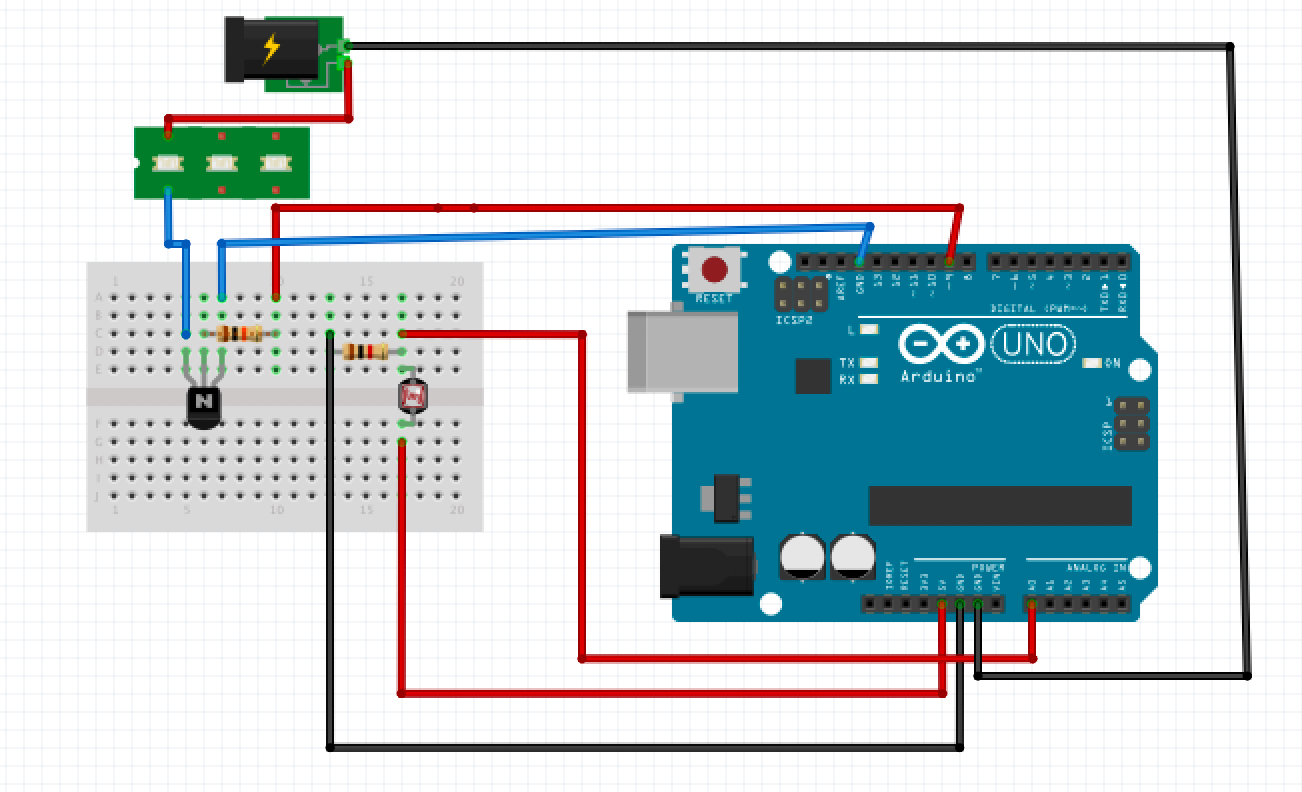 1 5 10 15 20
A
B
C
D
E
F
G
H
I
J
1 5 10 15 20
N
RESET
ICSP2
AREF
GND
13
12
~11
~10
~9
8
7
~6
~5
4
~3
2
TXD▶1
RXD◀0
DIGITAL (PWM=~)
L
TX
RX
UNO
Arduino™
ON
1
ICSP
POWER
ANALOG IN
IOREF
RESET
3V3
5V
GND
GND
VIN
A0
A1
A2
A3
A4
A5